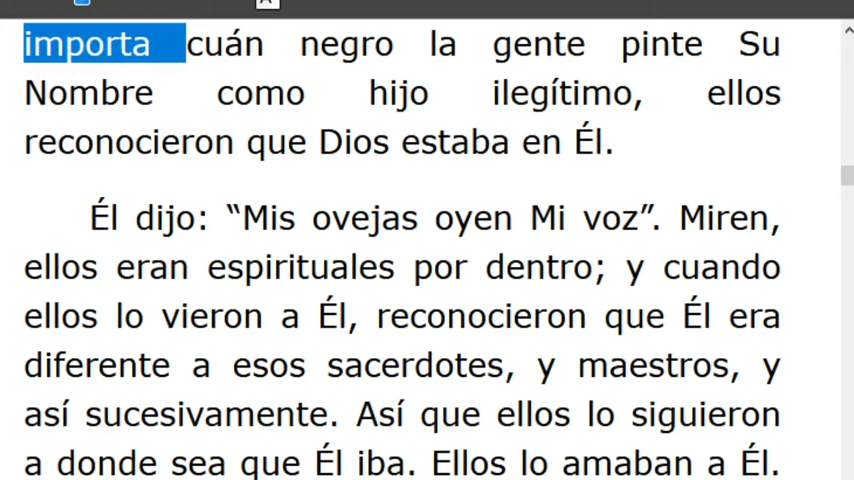 importa cuán negro la gente pinte Su
Nombre como hijo ilegítimo, ellos
reconocieron que Dios estaba en Él.
Él dijo: “Mis ovejas oyen Mi voz”. Miren,
ellos eran espirituales por dentro; y cuando
ellos lo vieron a Él, reconocieron que Él era
diferente a esos sacerdotes, y maestros, y
así sucesivamente. Así que ellos lo siguieron
a donde sea que Él iba. Ellos lo amaban a Él.